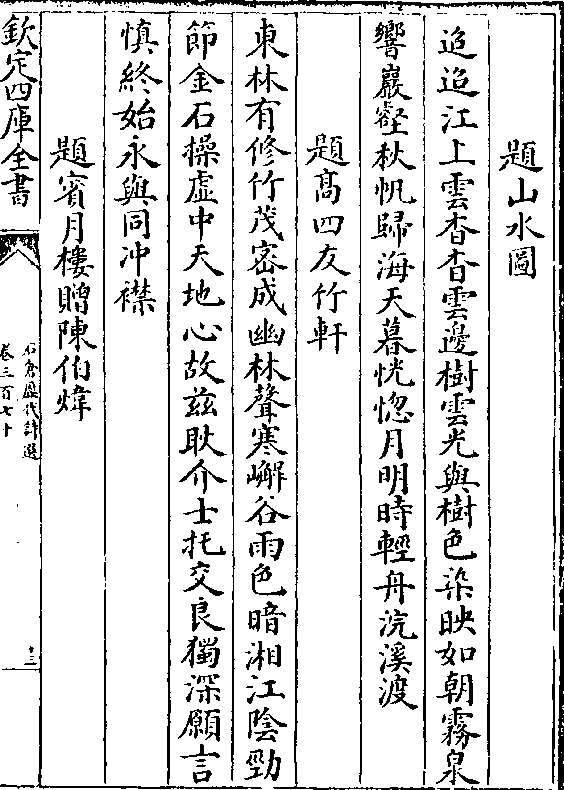 題山水圖
迢迢江上雲杳杳雲邊樹雲光與樹色染映如朝霧泉
響巖壑秋帆歸海天暮恍惚月明時輕舟浣溪渡
題高四友竹軒
東林有修竹茂密成幽林聲寒嶰谷雨色暗湘江陰勁
節金石操虛中天地心故兹耿介士托交良獨深願言
慎終始永與同冲襟
題賓月樓贈陳伯煒
欽定四庫全書
石倉歷代詩選
卷三百七十
十三